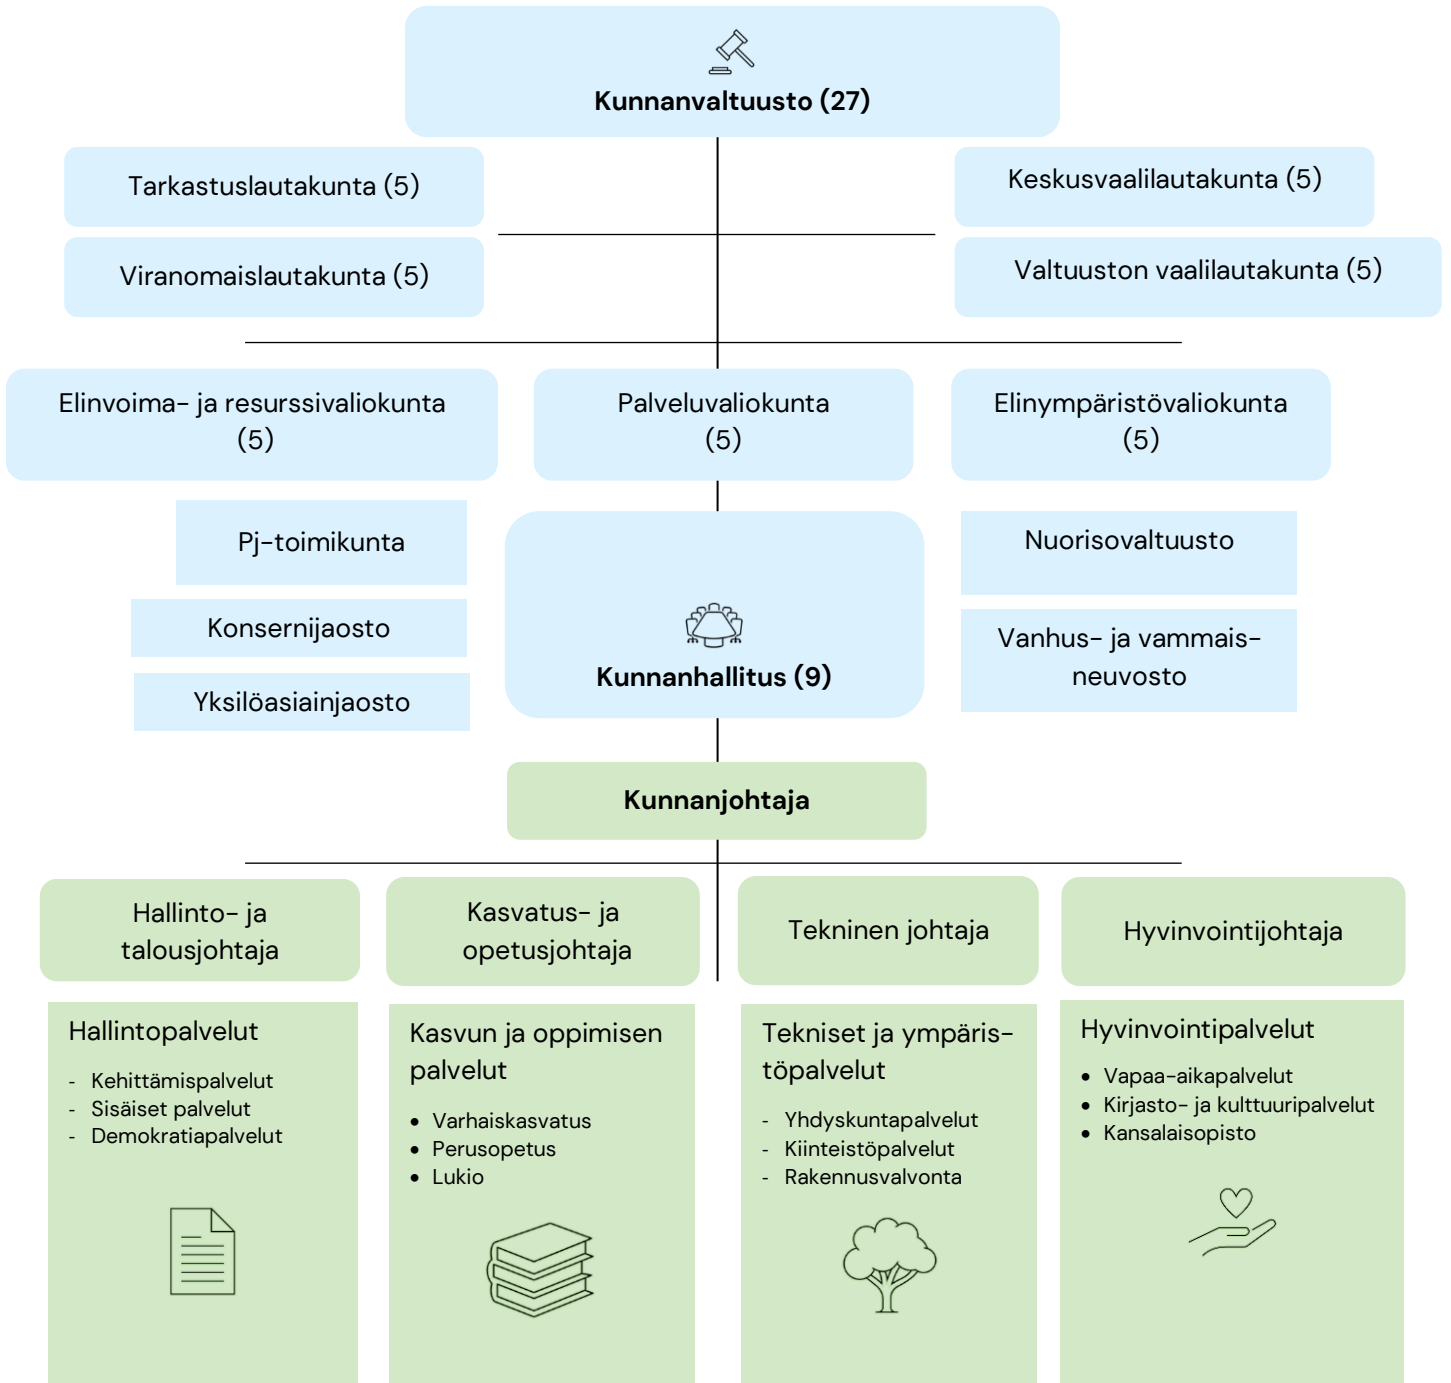 Kunnanvaltuusto (27)
Tarkastuslautakunta (5)
Keskusvaalilautakunta (5)
Viranomaislautakunta (5)
Valtuuston vaalilautakunta (5)
Elinvoima- ja resurssivaliokunta
(5)
Palveluvaliokunta
(5)
Elinympäristövaliokunta
(5)
Pj-toimikunta
Konsernijaosto
Yksilöasiainjaosto
Kunnanhallitus (9)
Nuorisovaltuusto
Vanhus- ja vammais-
neuvosto
Kunnanjohtaja
Hallinto- ja
talousjohtaja
Kasvatus- ja
opetusjohtaja
Tekninen johtaja
Hyvinvointijohtaja
Hallintopalvelut
- Kehittämispalvelut
- Sisäiset palvelut
- Demokratiapalvelut
Kasvun ja oppimisen
palvelut
• Varhaiskasvatus
• Perusopetus
• Lukio
Tekniset ja ympäris-
töpalvelut
- Yhdyskuntapalvelut
- Kiinteistöpalvelut
- Rakennusvalvonta
Hyvinvointipalvelut
• Vapaa-aikapalvelut
• Kirjasto- ja kulttuuripalvelut
• Kansalaisopisto